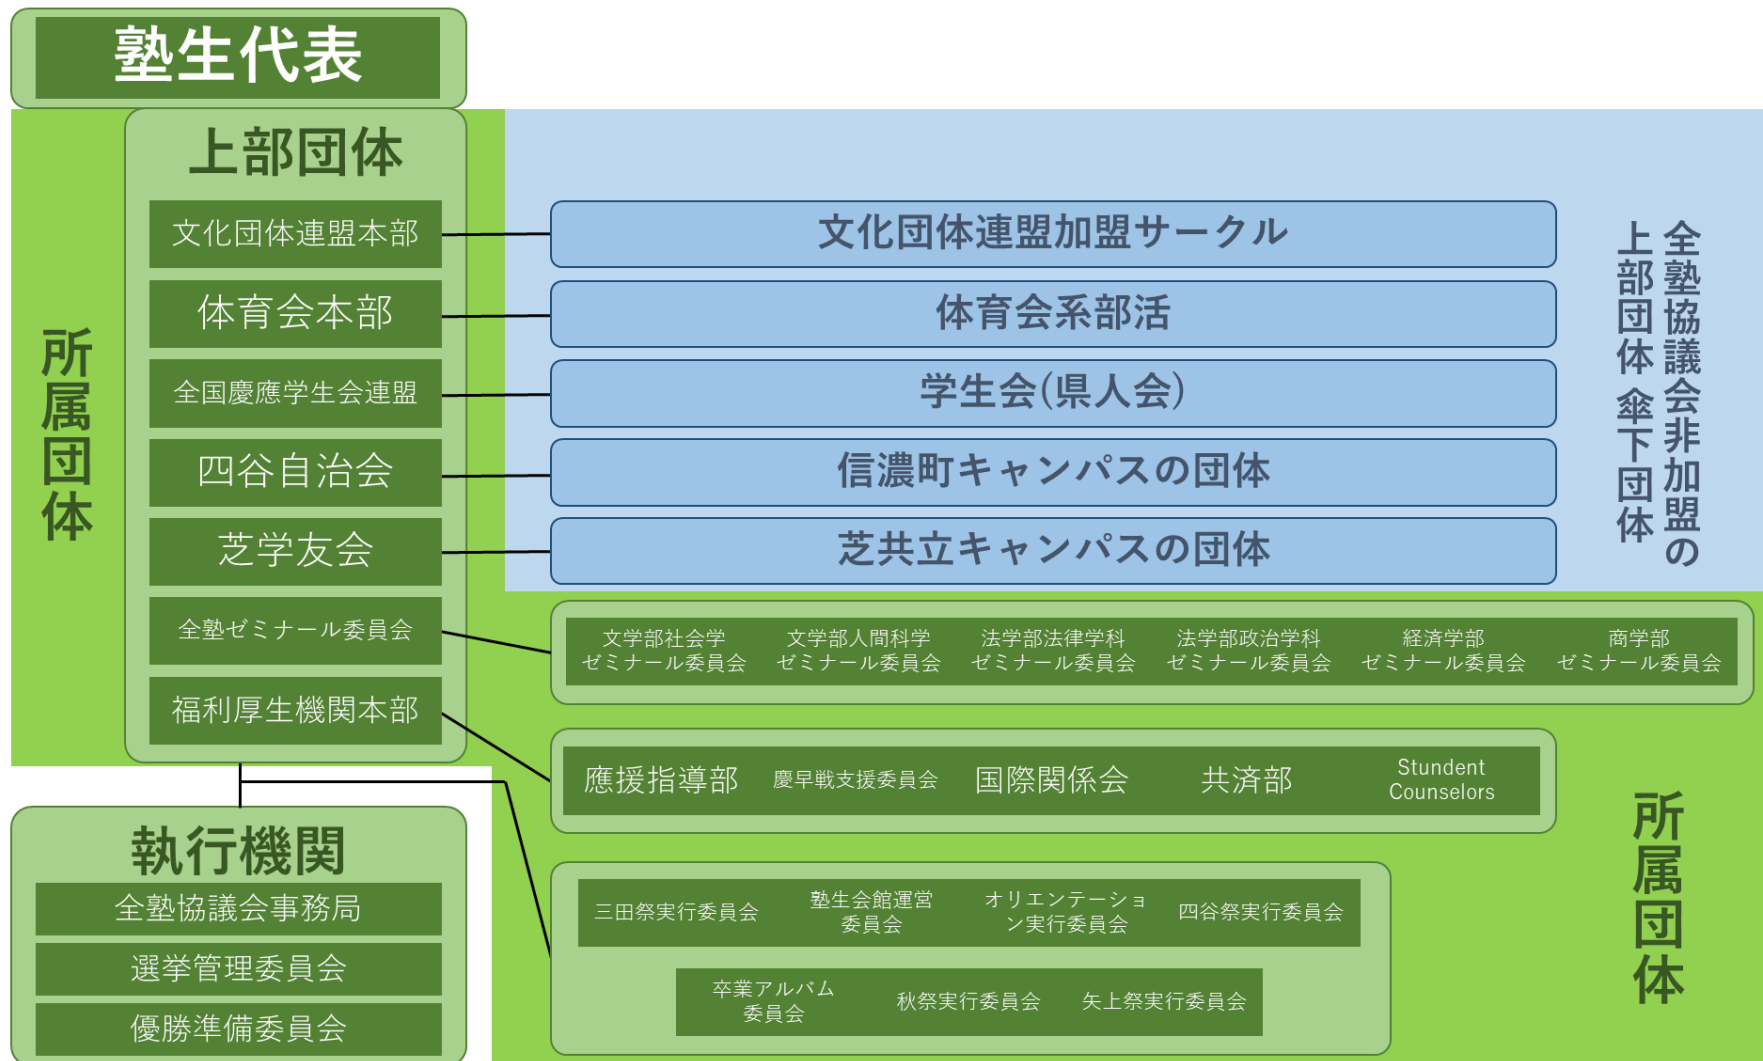 塾生代表
所属団体
上部団体
文化団体連盟本部
体育会本部
全国慶應学生会連盟
四谷自治会
芝学友会
全塾ゼミナール委員会
福利厚生機関本部
文化団体連盟加盟サークル
体育会系部活
学生会(県人会)
信濃町キャンパスの団体
芝共立キャンパスの団体
全塾協議会非加盟の
上部団体 傘下団体
文学部社会学
ゼミナール委員会
文学部人間科学
ゼミナール委員会
法学部法律学科
ゼミナール委員会
法学部政治学科
ゼミナール委員会
経済学部
ゼミナール委員会
商学部
ゼミナール委員会
應援指導部
慶早戦支援委員会
国際関係会
共済部
Stundent
Counselors
三田祭実行委員会
塾生会館運営
委員会
オリエンテーショ
ン実行委員会
四谷祭実行委員会
卒業アルバム
委員会
秋祭実行委員会
矢上祭実行委員会
所属団体
執行機関
全塾協議会事務局
選挙管理委員会
優勝準備委員会